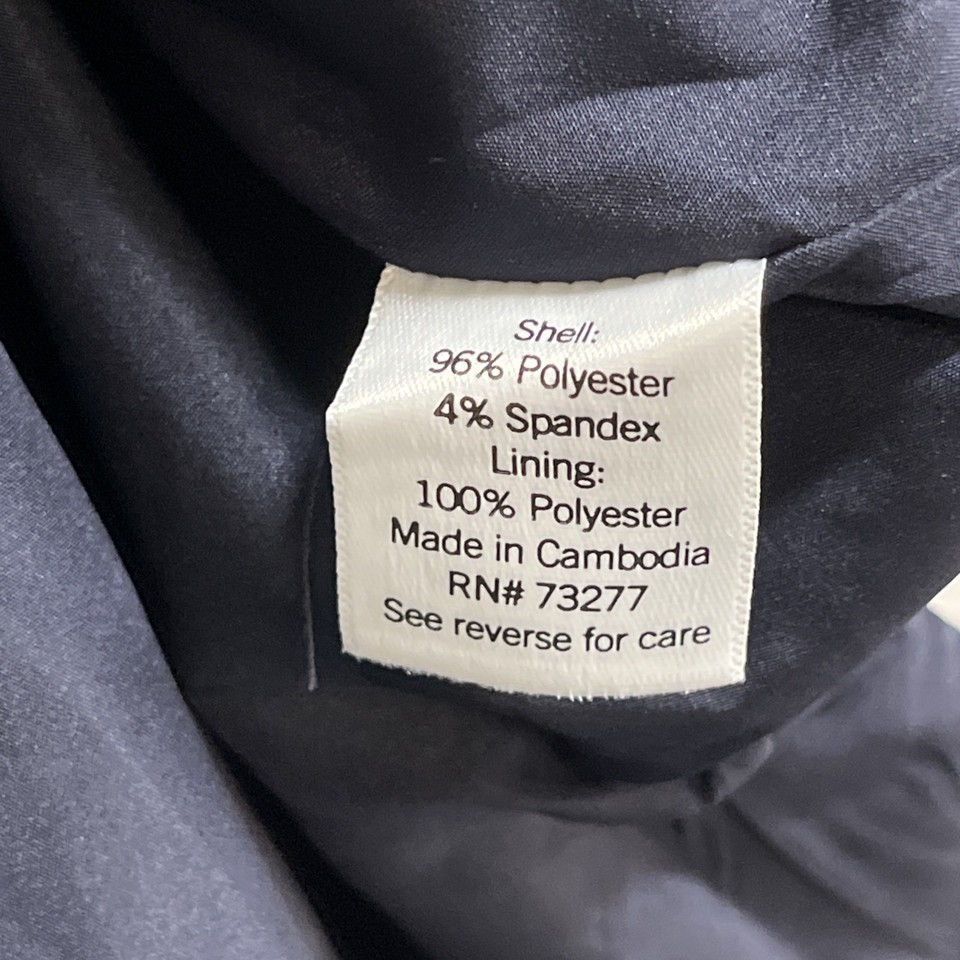 Shell:
96% Polyester
4% Spandex
Lining:
100% Polyester
Made in Cambodia
RN# 73277
See reverse for care